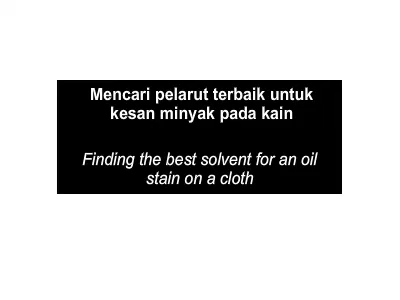 Mencari pelarut terbaik untuk
kesan minyak pada kain
Finding the best solvent for an oil
stain on a cloth